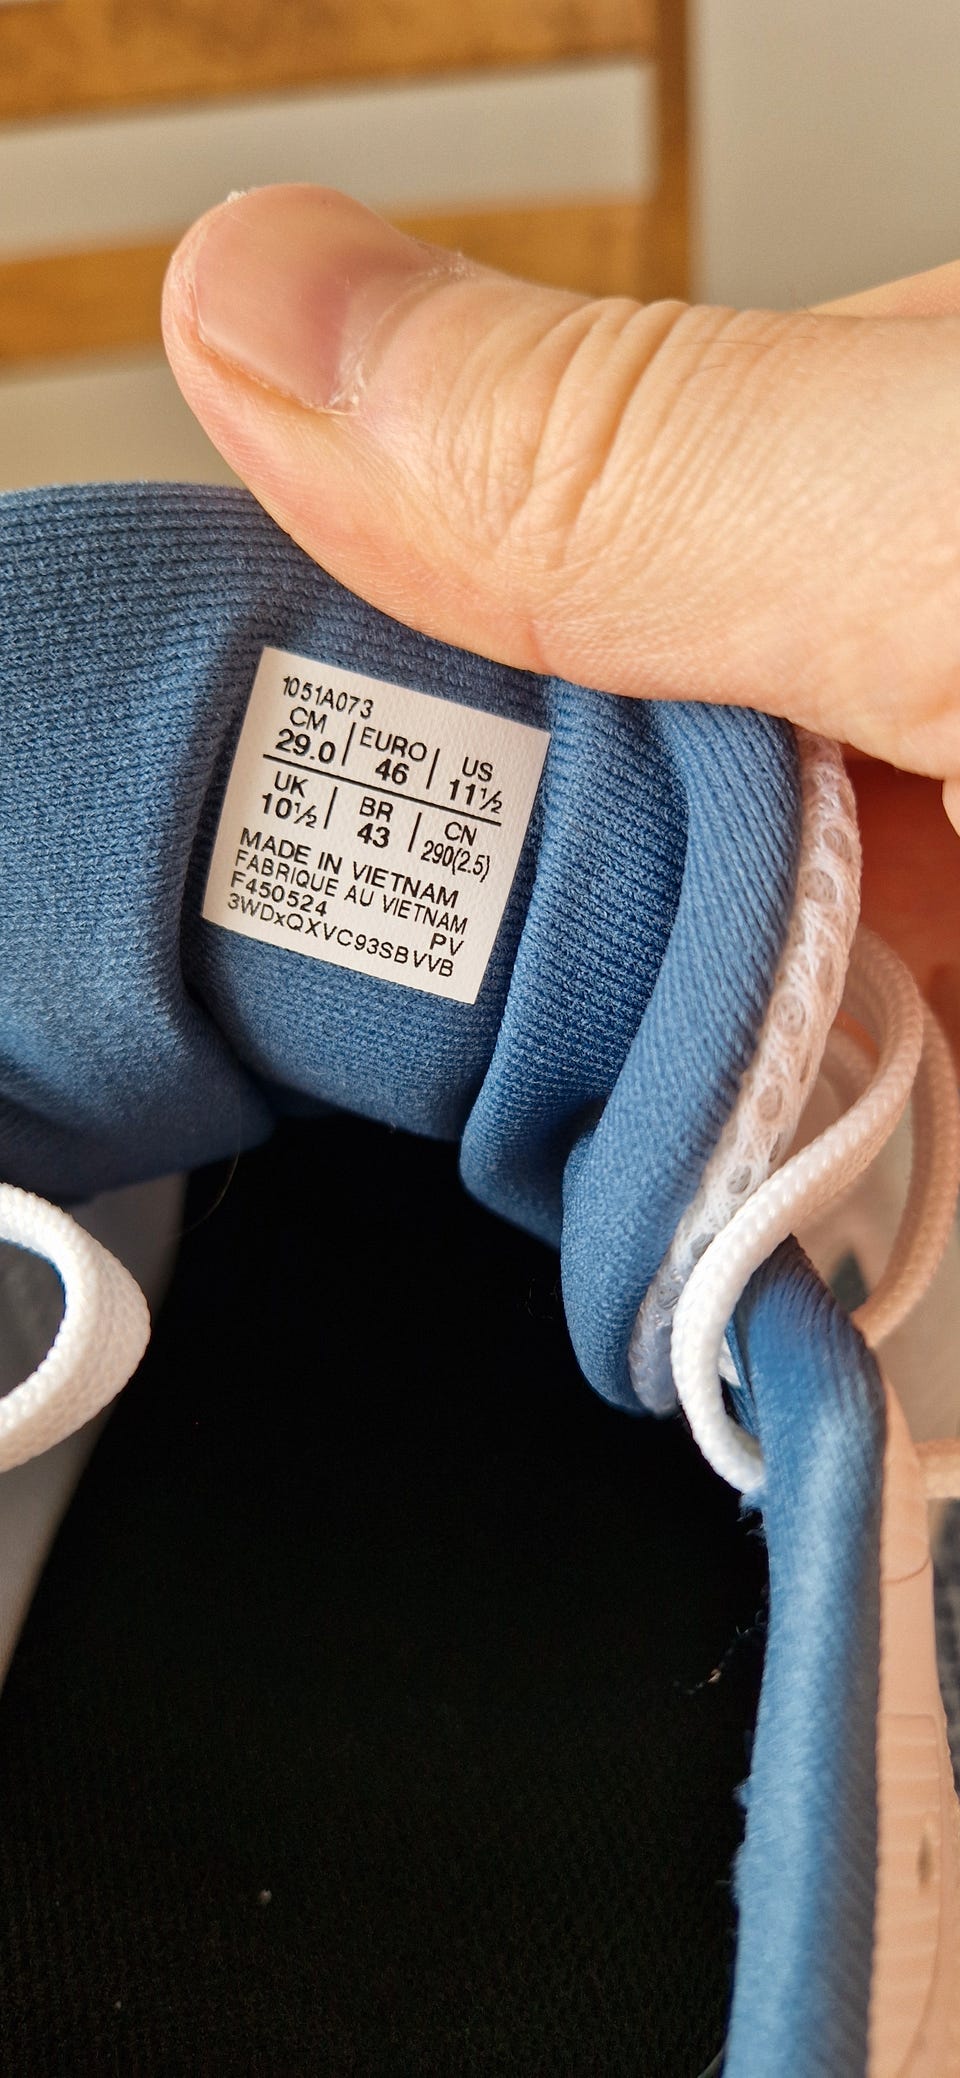 1051A073
CM | EURO | US
29.0 | 46 | 11½
UK | BR | CN
10½ | 43 | 290(2.5)
MADE IN VIETNAM
FABRIQUE AU VIETNAM
F450524 PV
3WDxQXVC93SBVVB